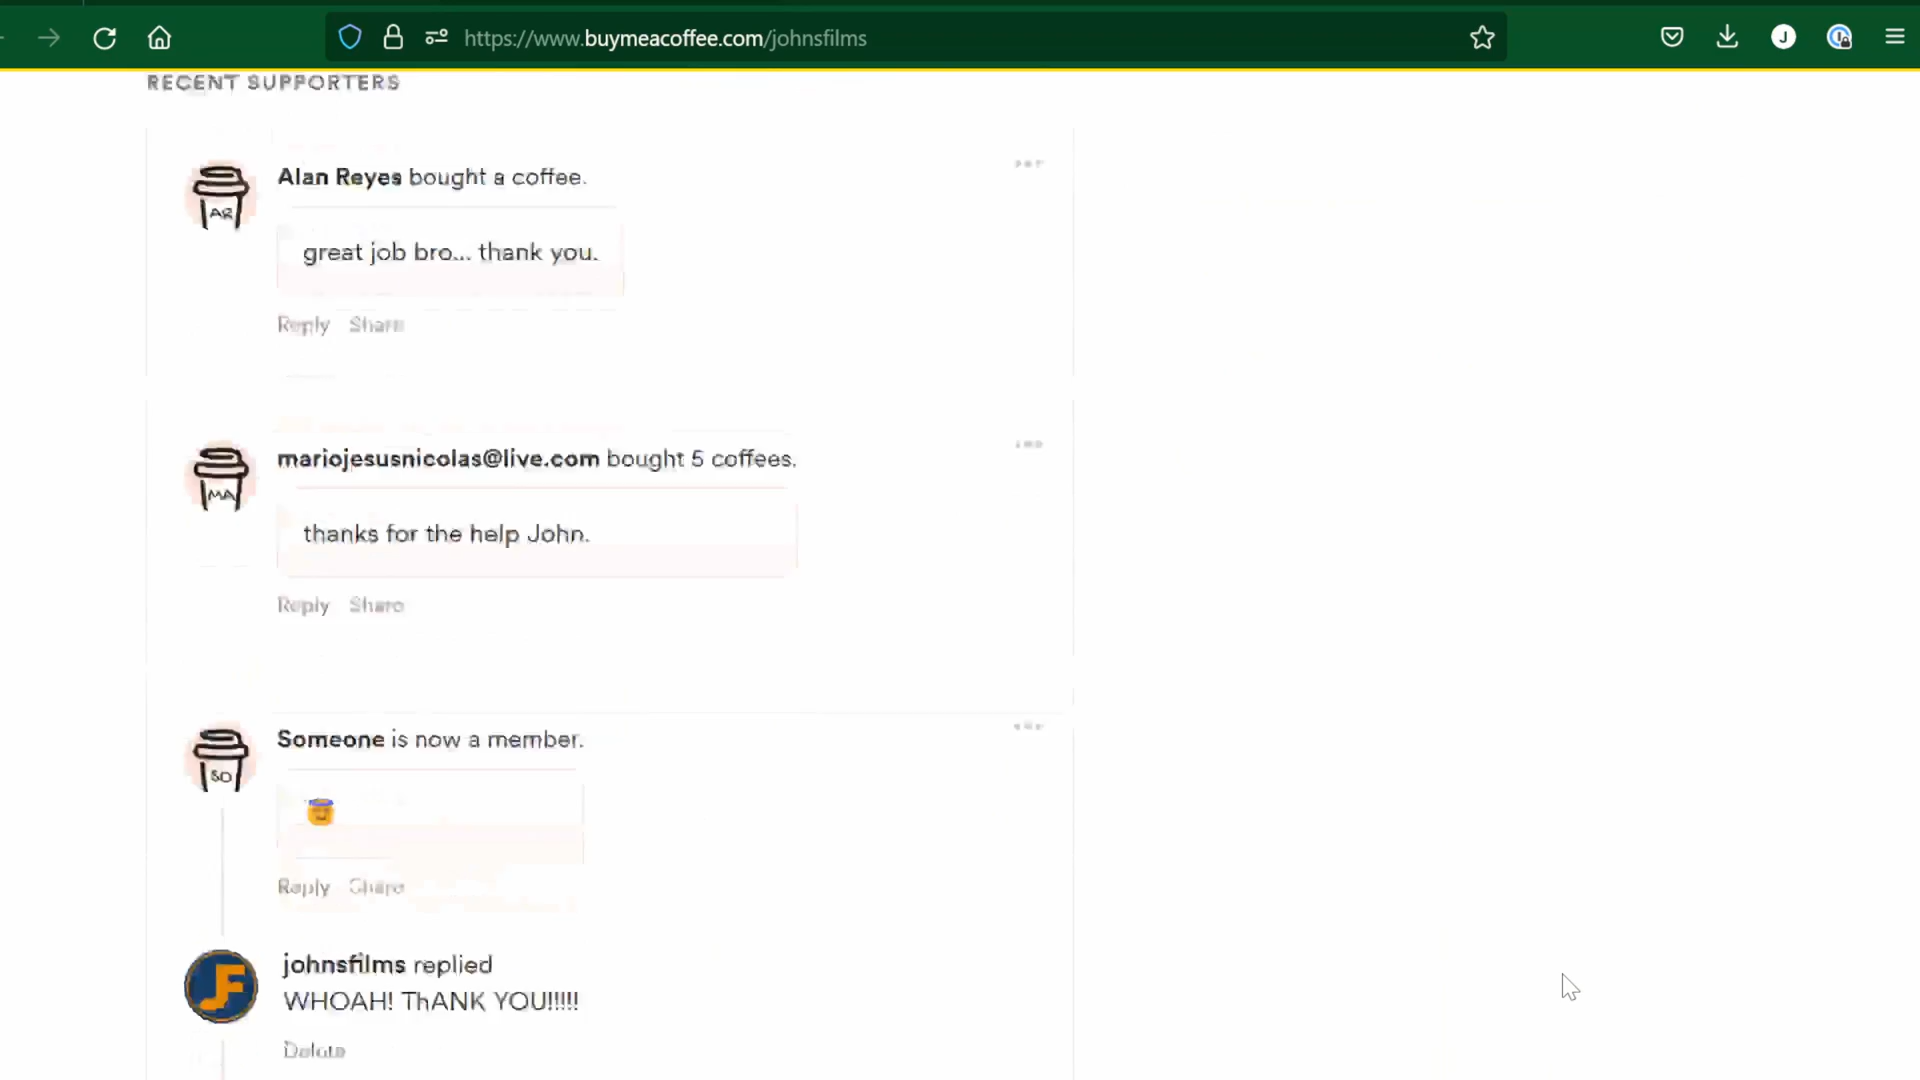 https://www.buymeacoffee.com/johnsfilms
J
RECENT SUPPORTERS
AR
Alan Reyes bought a coffee.
great job bro... thank you.
Reply Share
MA
mariojesusnicolas@live.com bought 5 coffees.
thanks for the help John.
Reply Share
SO
Someone is now a member.
Reply Share
JF
johnsfilms replied
WHOAH! ThANK YOU!!!!!
Delete